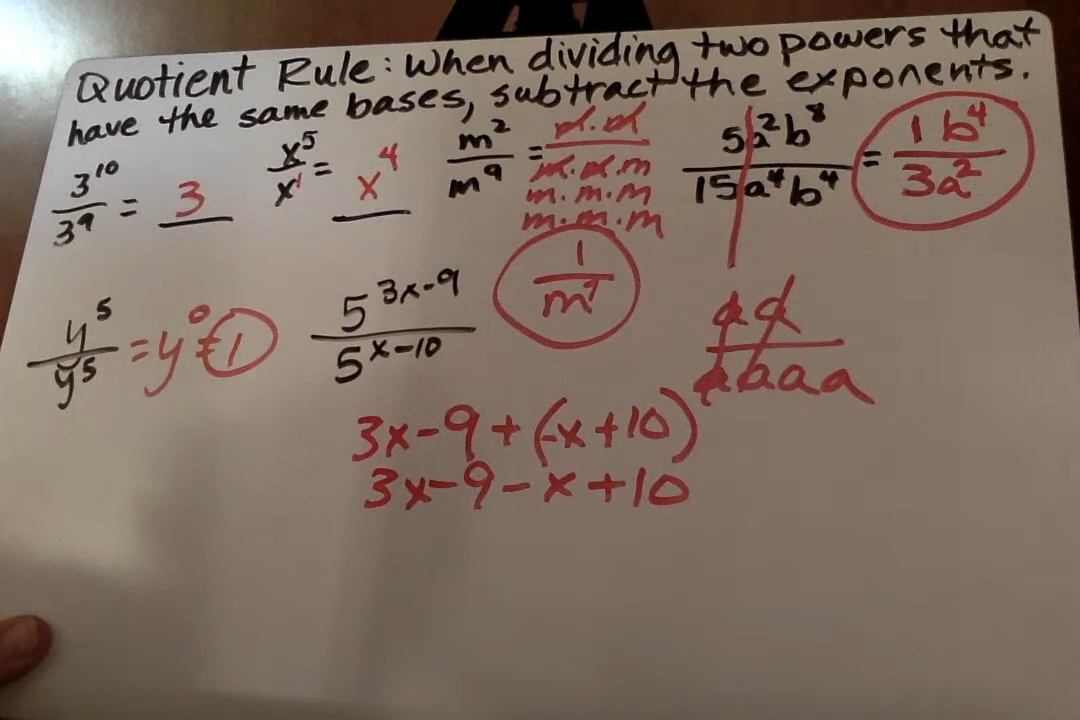 Quotient Rule: When dividing two powers that
have the same bases, subtract the exponents.
3^10 / 3^9 = 3
x^5 / x^1 = x^4
m^2 / m^9 = m·m / m·m·m
m·m·m
m·m·m
1 / m^7
5a^2b^8 / 15a^4b^4 = 1b^4 / 3a^2
aa / aaaa
y^5 / y^5 = y^0 = 1
5^(3x-9) / 5^(x-10)
3x-9+(-x+10)
3x-9-x+10